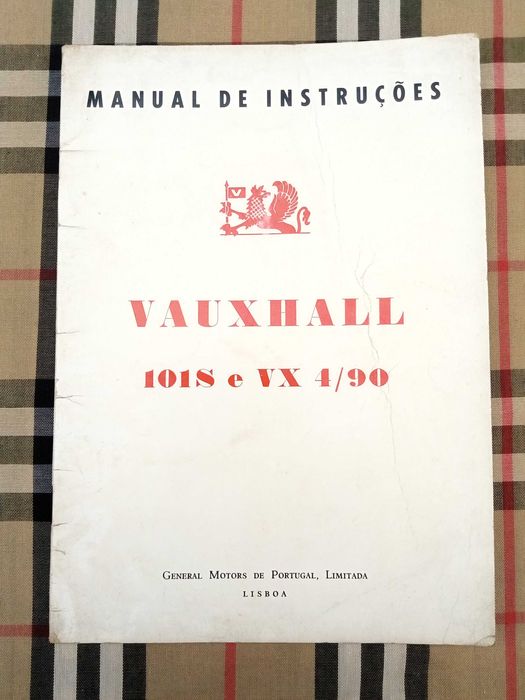 MANUAL DE INSTRUÇÕES
V
VAUXHALL
101S e VX 4/90
GENERAL MOTORS DE PORTUGAL, LIMITADA
LISBOA